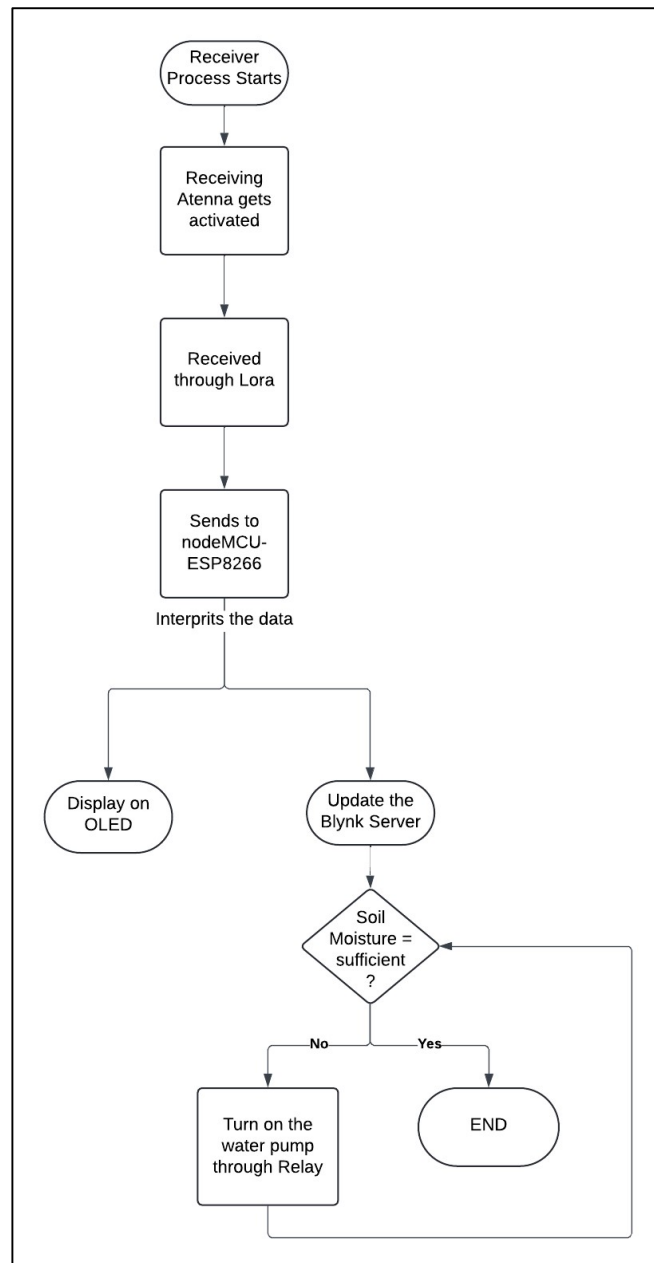 Receiver
Process Starts
Receiving
Atenna gets
activated
Received
through Lora
Sends to
nodeMCU-
ESP8266
Interprits the data
Display on
OLED
Update the
Blynk Server
Soil
Moisture =
sufficient
?
No
Yes
Turn on the
water pump
through Relay
END